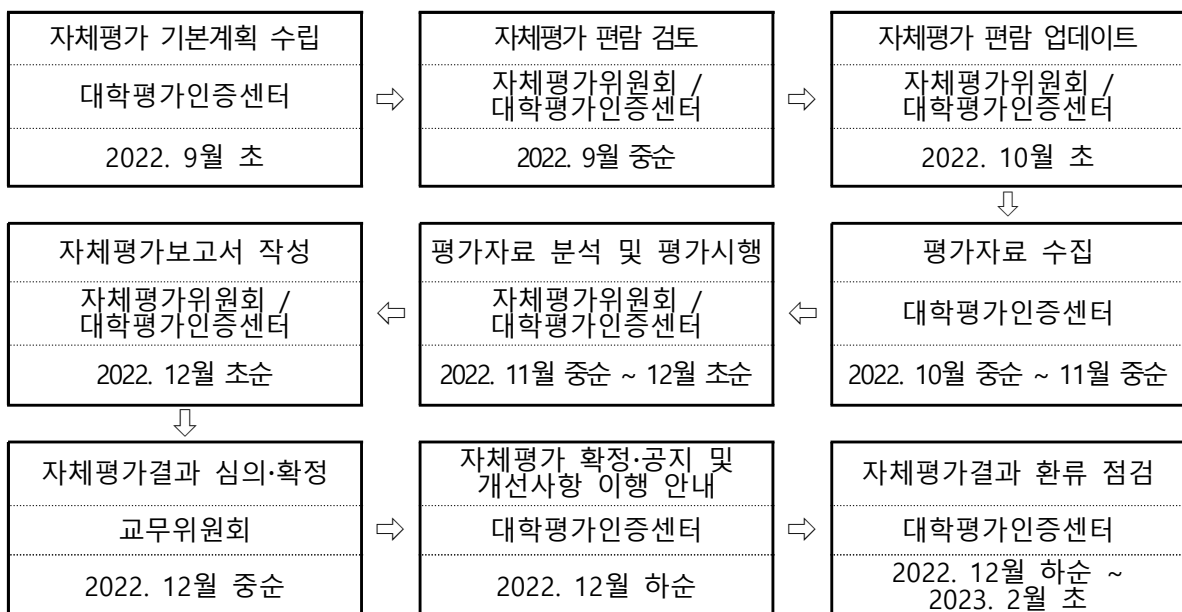 자체평가 기본계획 수립
대학평가인증센터
2022. 9월 초
⇨
자체평가 편람 검토
자체평가위원회 /
대학평가인증센터
2022. 9월 중순
⇨
자체평가 편람 업데이트
자체평가위원회 /
대학평가인증센터
2022. 10월 초
⇩
평가자료 수집
대학평가인증센터
2022. 10월 중순 ~ 11월 중순
⇦
평가자료 분석 및 평가시행
자체평가위원회 /
대학평가인증센터
2022. 11월 중순 ~ 12월 초순
⇦
자체평가보고서 작성
자체평가위원회 /
대학평가인증센터
2022. 12월 초순
⇩
자체평가결과 심의·확정
교무위원회
2022. 12월 중순
⇨
자체평가 확정·공지 및
개선사항 이행 안내
대학평가인증센터
2022. 12월 하순
⇨
자체평가결과 환류 점검
대학평가인증센터
2022. 12월 하순 ~
2023. 2월 초